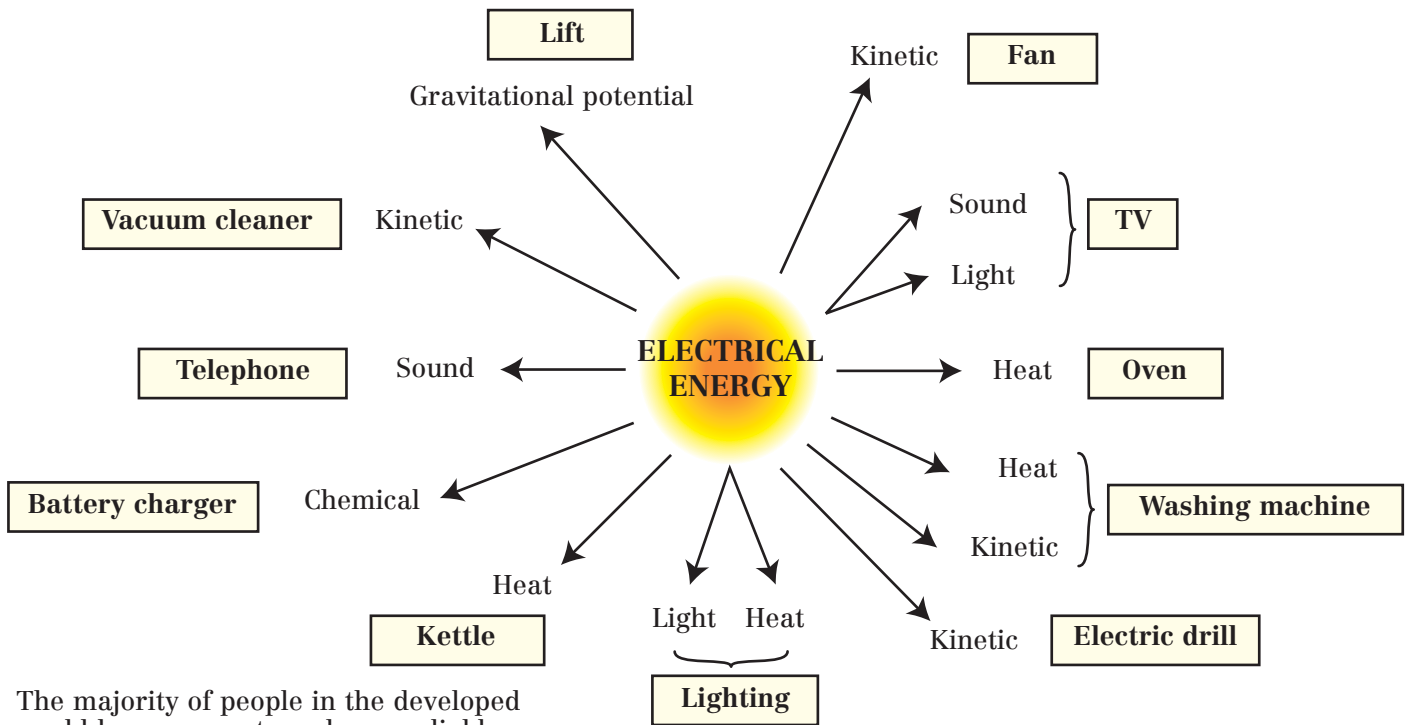 Lift
Gravitational potential
Kinetic
Fan
Vacuum cleaner
Kinetic
Sound
Light
TV
ELECTRICAL
ENERGY
Telephone
Sound
Heat
Oven
Battery charger
Chemical
Heat
Kinetic
Washing machine
Heat
Kettle
Light
Heat
Lighting
Kinetic
Electric drill
The majority of people in the developed